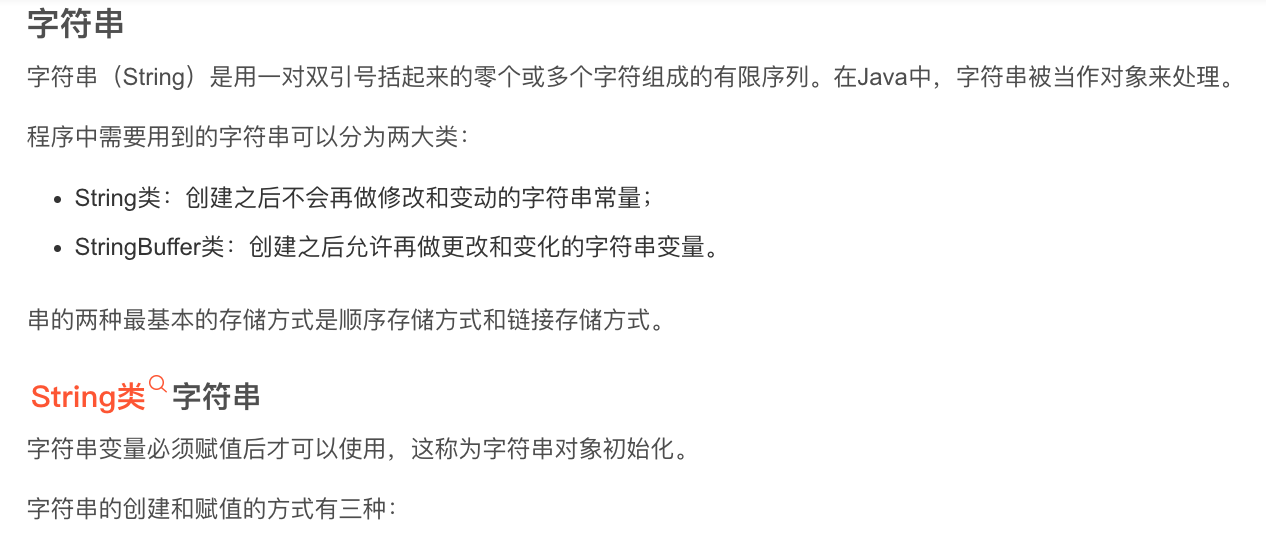 字符串
字符串（String）是用一对双引号括起来的零个或多个字符组成的有限序列。在Java中，字符串被当作对象来处理。
程序中需要用到的字符串可以分为两大类：
• String类：创建之后不会再做修改和变动的字符串常量；
• StringBuffer类：创建之后允许再做更改和变化的字符串变量。
串的两种最基本的存储方式是顺序存储方式和链接存储方式。
String类字符串
字符串变量必须赋值后才可以使用，这称为字符串对象初始化。
字符串的创建和赋值的方式有三种：